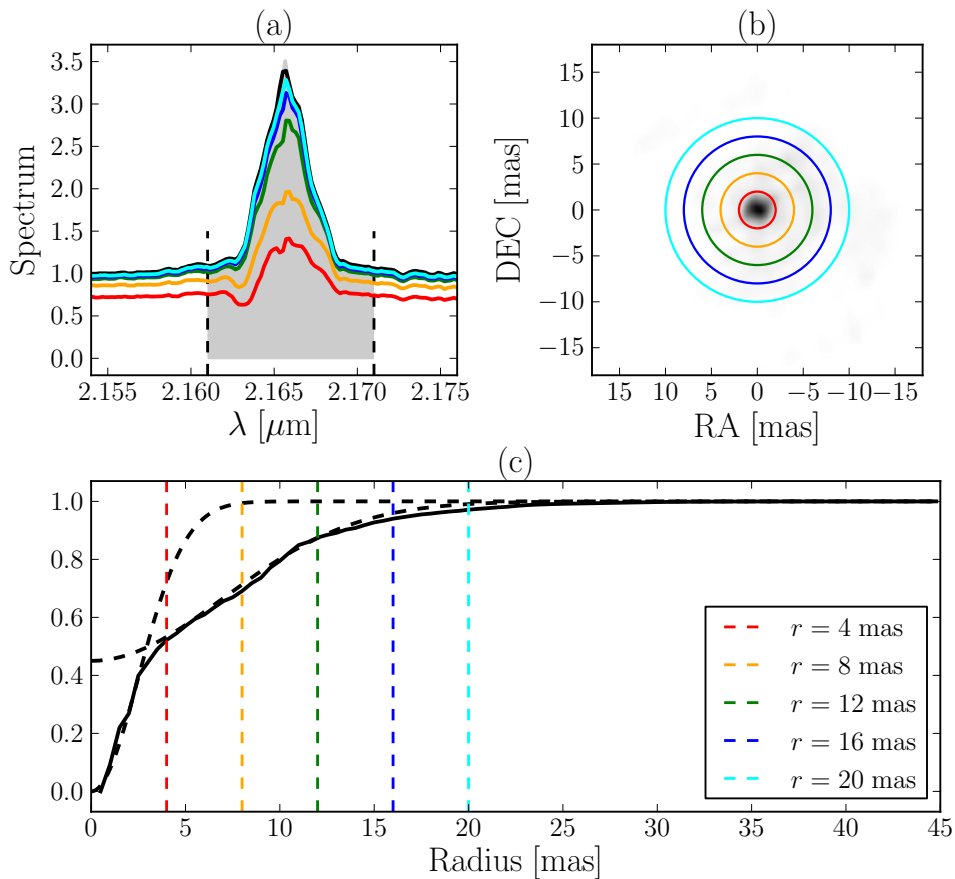 (a)
3.5
3.0
2.5
2.0
1.5
1.0
0.5
0.0
Spectrum
2.155 2.160 2.165 2.170 2.175
λ [μm]
(b)
15
10
5
0
−5
−10
−15
DEC [mas]
15 10 5 0 −5 −10 −15
RA [mas]
(c)
1.0
0.8
0.6
0.4
0.2
0.0
0 5 10 15 20 25 30 35 40 45
Radius [mas]
r = 4 mas
r = 8 mas
r = 12 mas
r = 16 mas
r = 20 mas